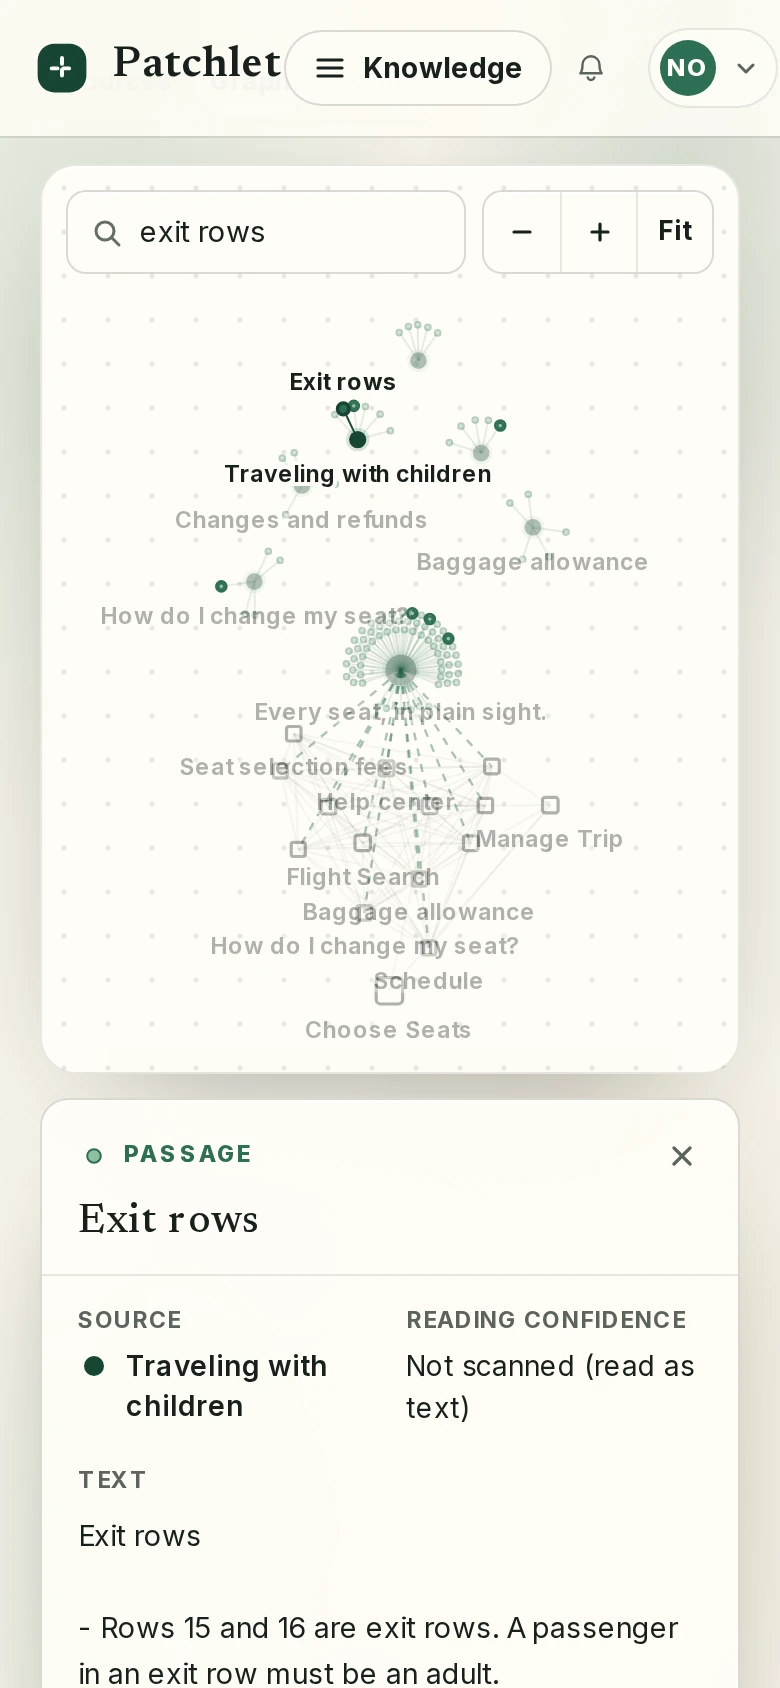 Patchlet
Knowledge
NO
exit rows
Fit
Exit rows
Traveling with children
Changes and refunds
Baggage allowance
How do I change my seat?
Every seat, in plain sight.
Seat selection fees
Help center
Manage Trip
Flight Search
Baggage allowance
How do I change my seat?
Schedule
Choose Seats
PASSAGE
Exit rows
SOURCE
READING CONFIDENCE
Traveling with
children
Not scanned (read as
text)
TEXT
Exit rows
- Rows 15 and 16 are exit rows. A passenger
in an exit row must be an adult.